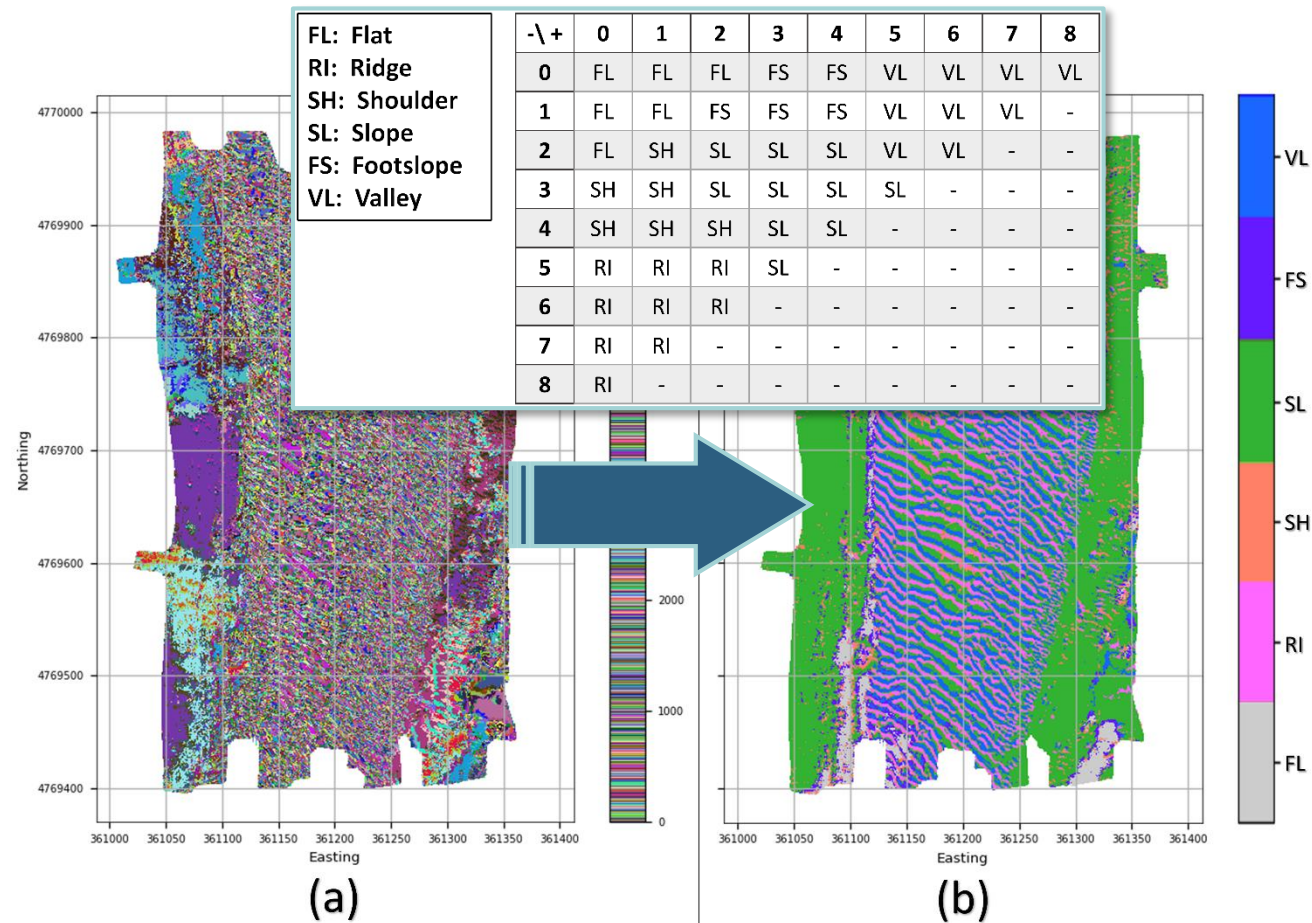 FL: Flat
RI: Ridge
SH: Shoulder
SL: Slope
FS: Footslope
VL: Valley
-\ + 0 1 2 3 4 5 6 7 8
0 FL FL FL FS FS VL VL VL VL
1 FL FL FS FS FS VL VL VL -
2 FL SH SL SL SL VL VL - -
3 SH SH SL SL SL SL - - -
4 SH SH SH SL SL - - - -
5 RI RI RI SL - - - - -
6 RI RI RI - - - - - -
7 RI RI - - - - - - -
8 RI - - - - - - - -
4770000
4769900
4769800
4769700
4769600
4769500
4769400
Northing
361000 361050 361100 361150 361200 361250 361300 361350 361400
Easting
(a)
2000
1000
0
361000 361050 361100 361150 361200 361250 361300 361350 361400
Easting
(b)
VL
FS
SL
SH
RI
FL